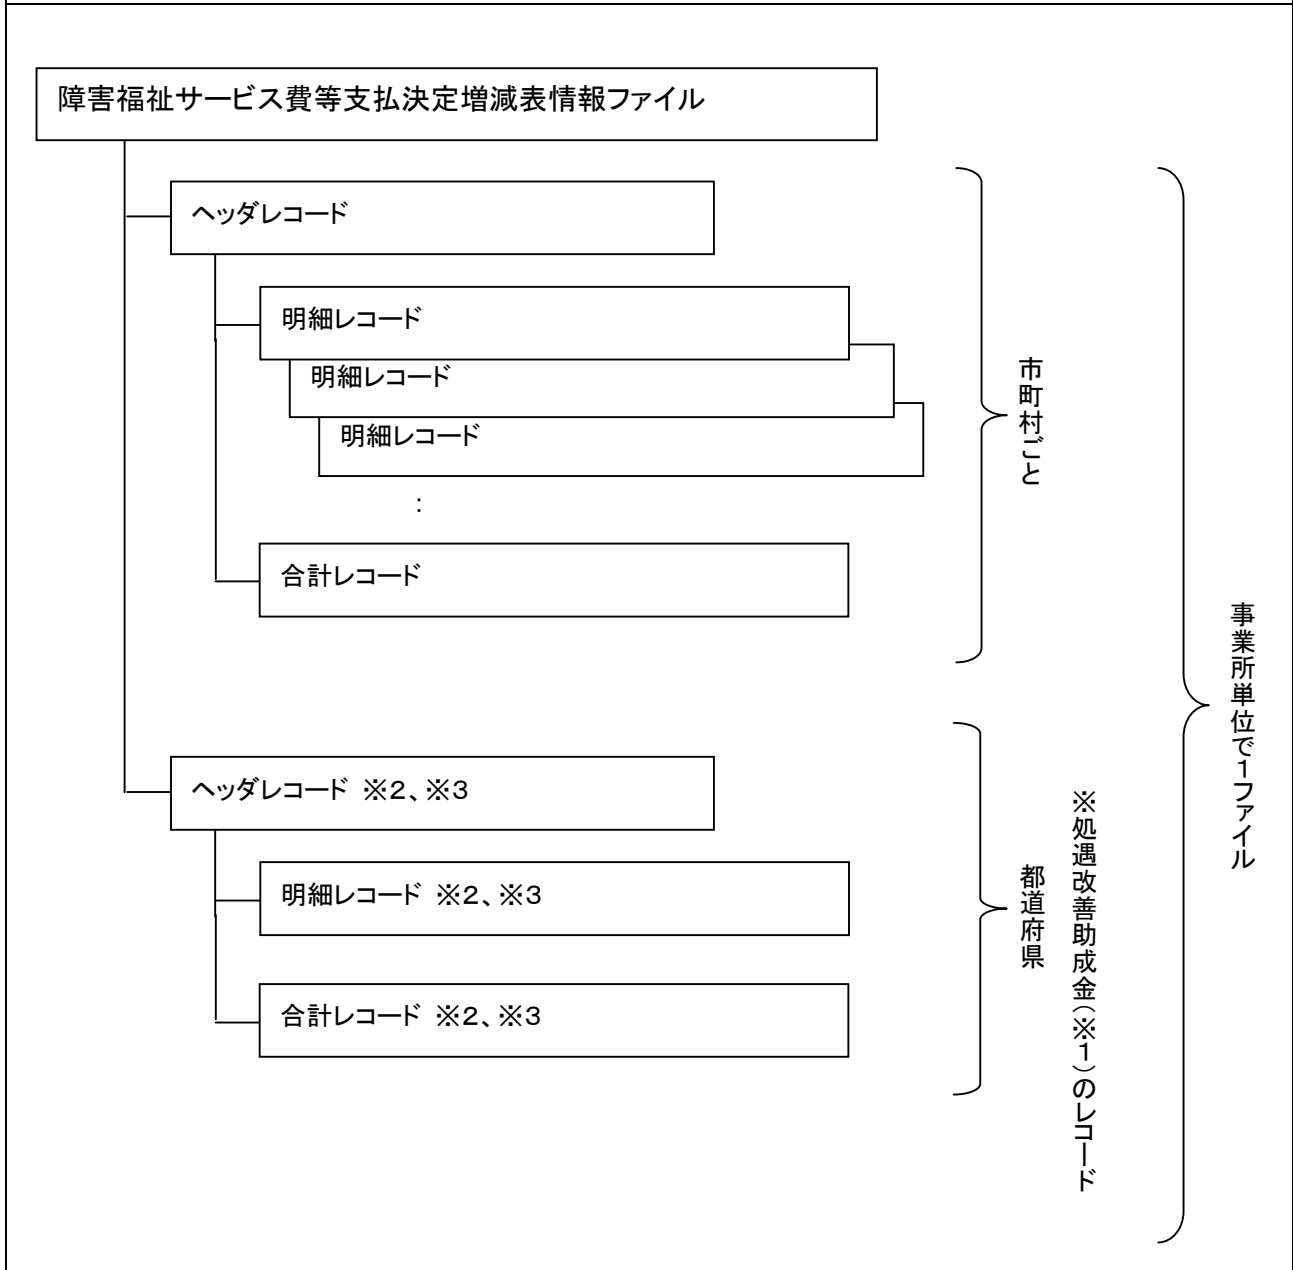 障害福祉サービス費等支払決定増減表情報ファイル
ヘッダレコード
明細レコード
明細レコード
明細レコード
:
合計レコード
市町村ごと
ヘッダレコード ※2、※3
明細レコード ※2、※3
合計レコード ※2、※3
都道府県
※処遇改善助成金(※1)のレコード
事業所単位で1ファイル